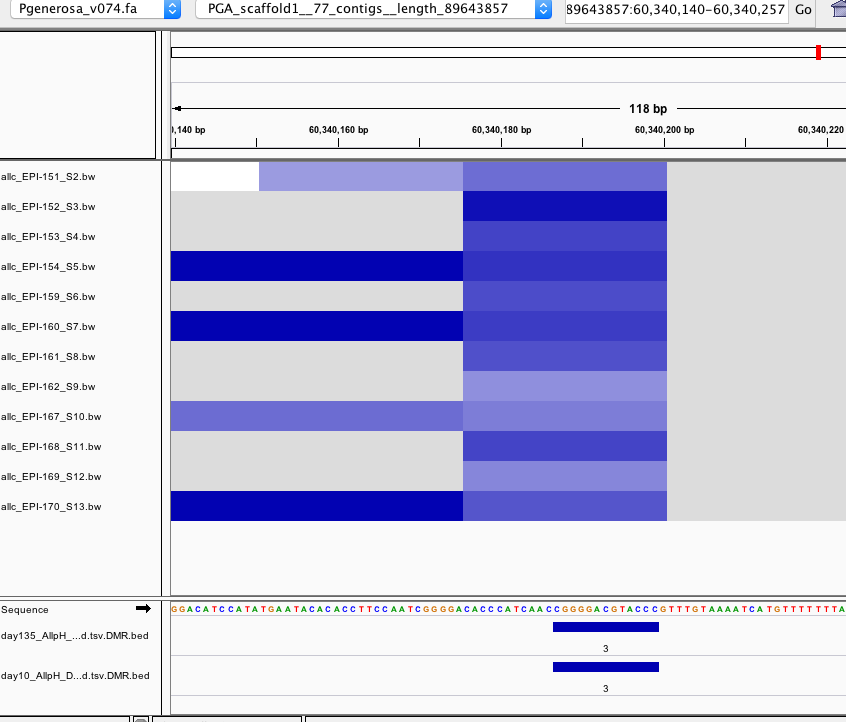 Pgenerosa_v074.fa PGA_scaffold1__77_contigs__length_89643857 89643857:60,340,140-60,340,257 Go
118 bp
,140 bp 60,340,160 bp 60,340,180 bp 60,340,200 bp 60,340,220
allc_EPI-151_S2.bw
allc_EPI-152_S3.bw
allc_EPI-153_S4.bw
allc_EPI-154_S5.bw
allc_EPI-159_S6.bw
allc_EPI-160_S7.bw
allc_EPI-161_S8.bw
allc_EPI-162_S9.bw
allc_EPI-167_S10.bw
allc_EPI-168_S11.bw
allc_EPI-169_S12.bw
allc_EPI-170_S13.bw
Sequence GGACATCCATATGAATACACACCTTCCAATCGGGGACACCCATCAACCGGGGACGTACCCGTTTGTAAAATCATGTTTTTTTA
day135_AllpH_...d.tsv.DMR.bed
3
day10_AllpH_D...d.tsv.DMR.bed
3